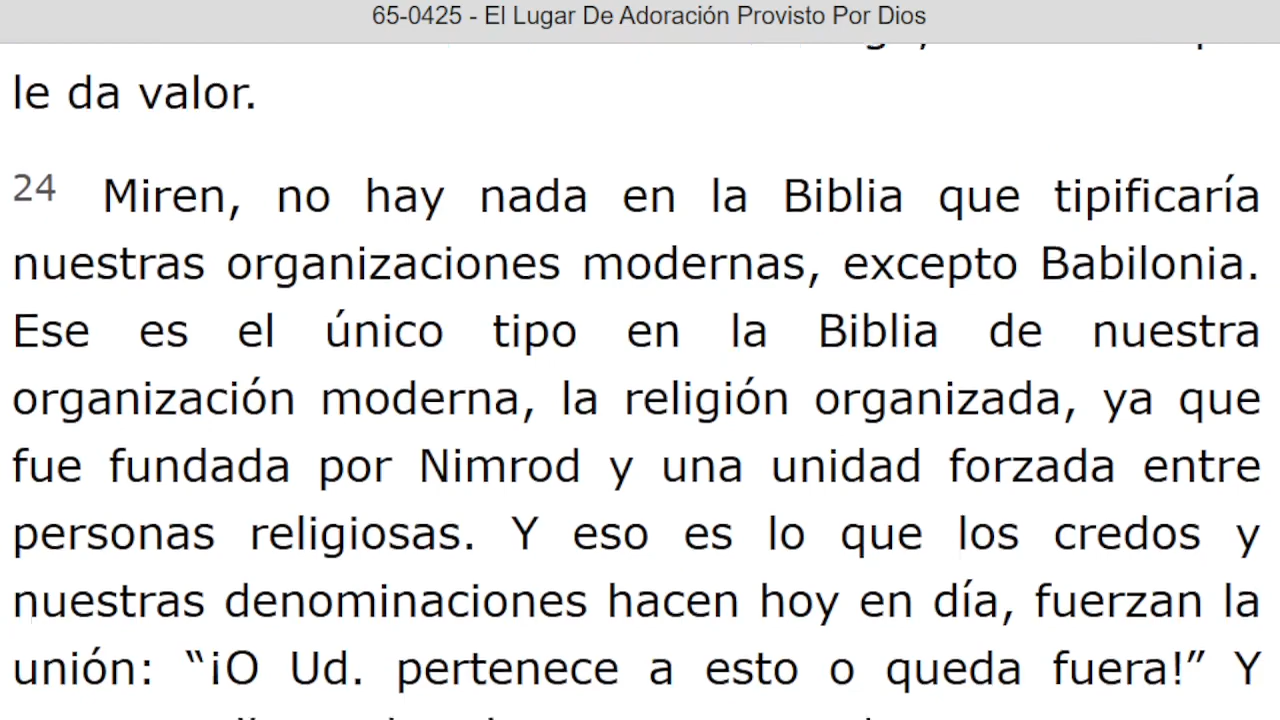 65-0425 - El Lugar De Adoración Provisto Por Dios
le da valor.
24 Miren, no hay nada en la Biblia que tipificaría
nuestras organizaciones modernas, excepto Babilonia.
Ese es el único tipo en la Biblia de nuestra
organización moderna, la religión organizada, ya que
fue fundada por Nimrod y una unidad forzada entre
personas religiosas. Y eso es lo que los credos y
nuestras denominaciones hacen hoy en día, fuerzan la
unión: “¡O Ud. pertenece a esto o queda fuera!” Y